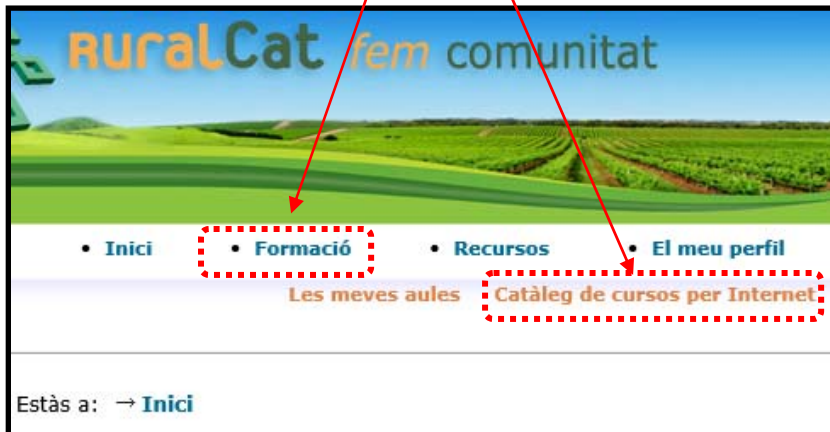 RuralCat fem comunitat
• Inici • Formació • Recursos • El meu perfil
Les meves aules Catàleg de cursos per Internet
Estàs a: → Inici